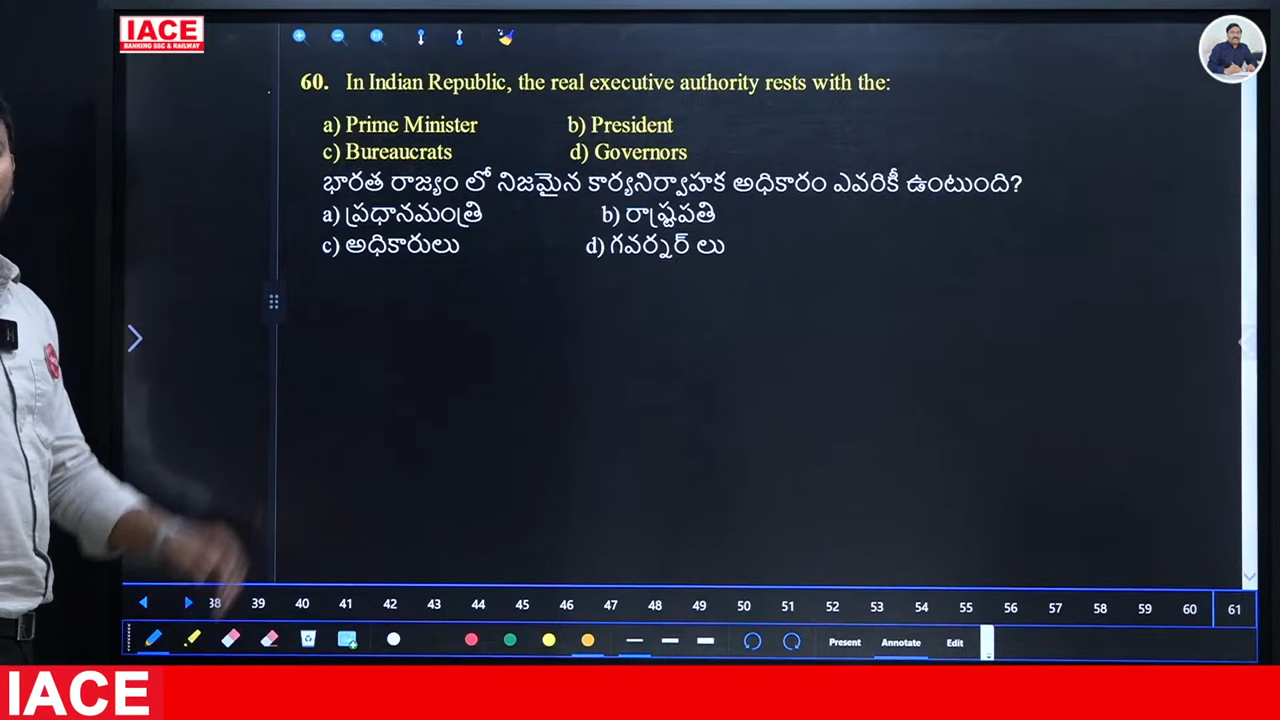 IACE
BANKING SSC & RAILWAY
60. In Indian Republic, the real executive authority rests with the:
a) Prime Minister b) President
c) Bureaucrats d) Governors
భారత రాజ్యం లో నిజమైన కార్యనిర్వాహక అధికారం ఎవరికీ ఉంటుంది?
a) ప్రధానమంత్రి b) రాష్ట్రపతి
c) అధికారులు d) గవర్నర్ లు
38 39 40 41 42 43 44 45 46 47 48 49 50 51 52 53 54 55 56 57 58 59 60 61
Present Annotate Edit
IACE